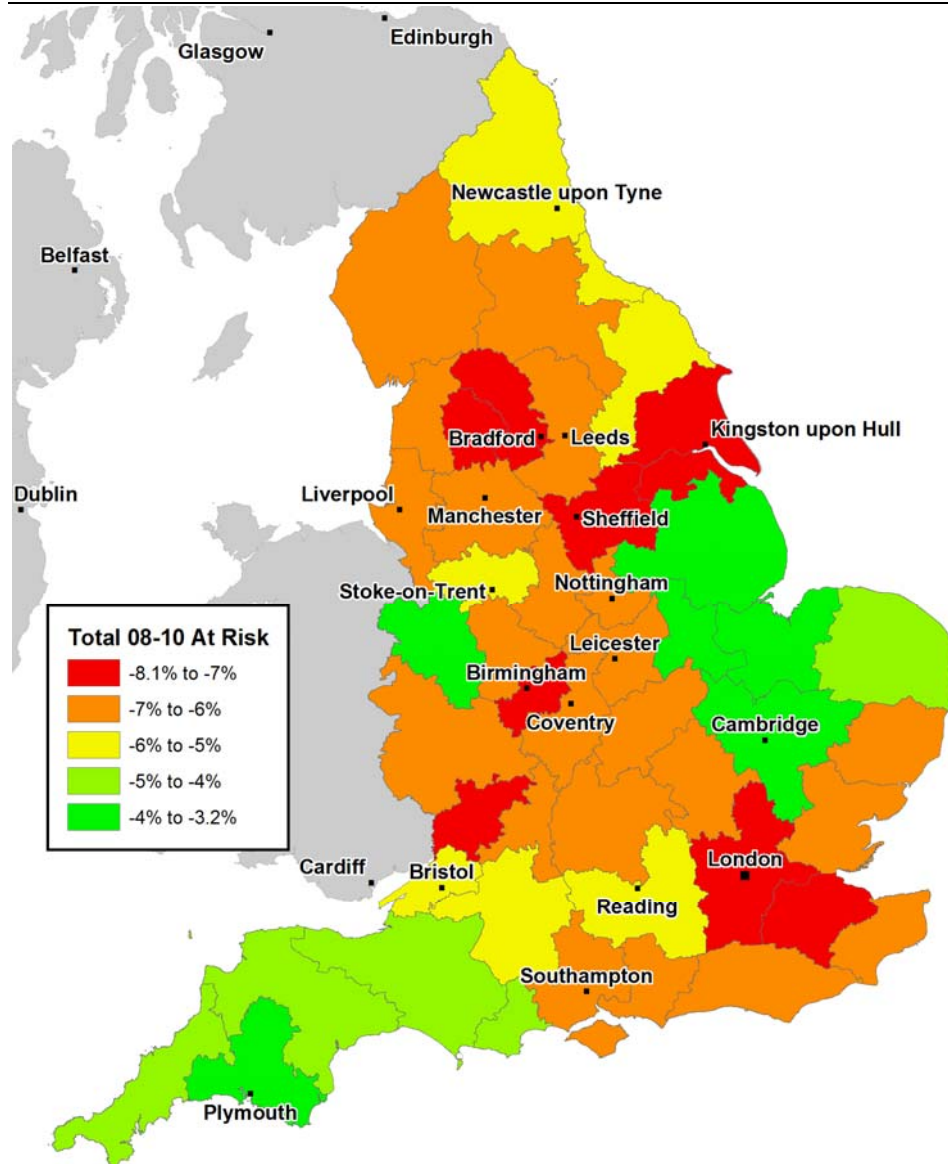 Edinburgh
Glasgow
Newcastle upon Tyne
Belfast
Kingston upon Hull
Bradford
Leeds
Dublin
Liverpool
Manchester
Sheffield
Stoke-on-Trent
Nottingham
Total 08-10 At Risk
-8.1% to -7%
-7% to -6%
-6% to -5%
-5% to -4%
-4% to -3.2%
Leicester
Birmingham
Coventry
Cambridge
Cardiff
Bristol
London
Reading
Southampton
Plymouth